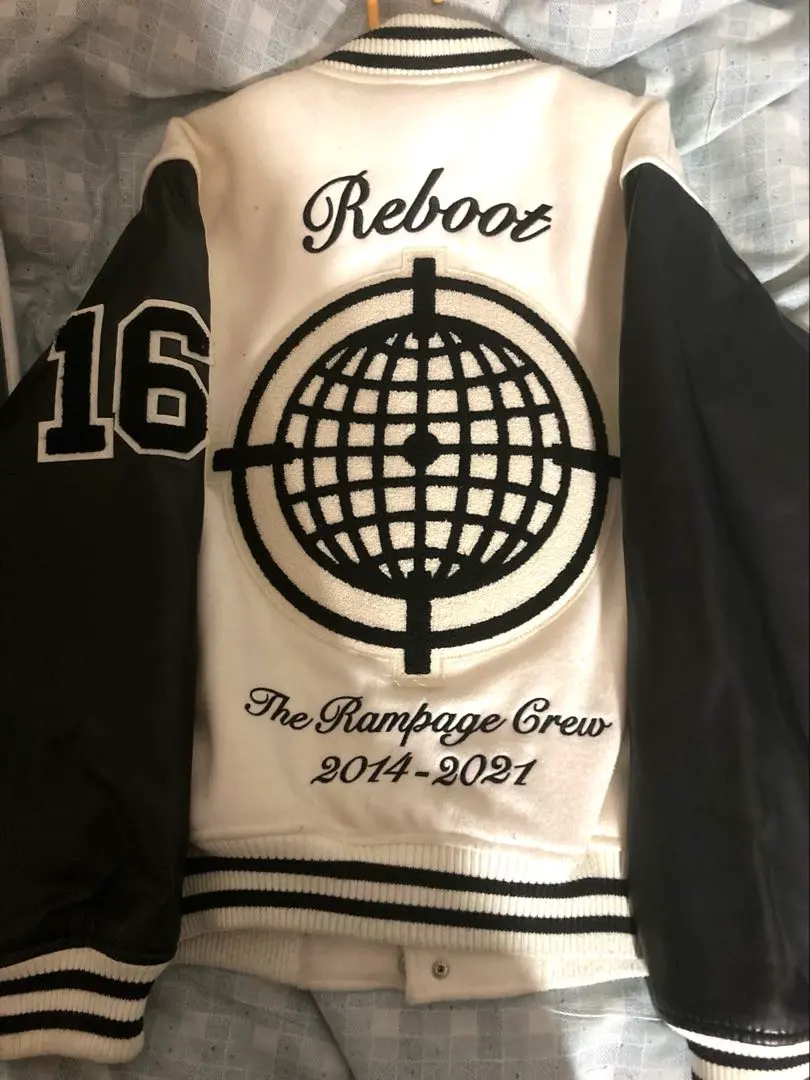 Reboot
16
The Rampage Crew
2014-2021